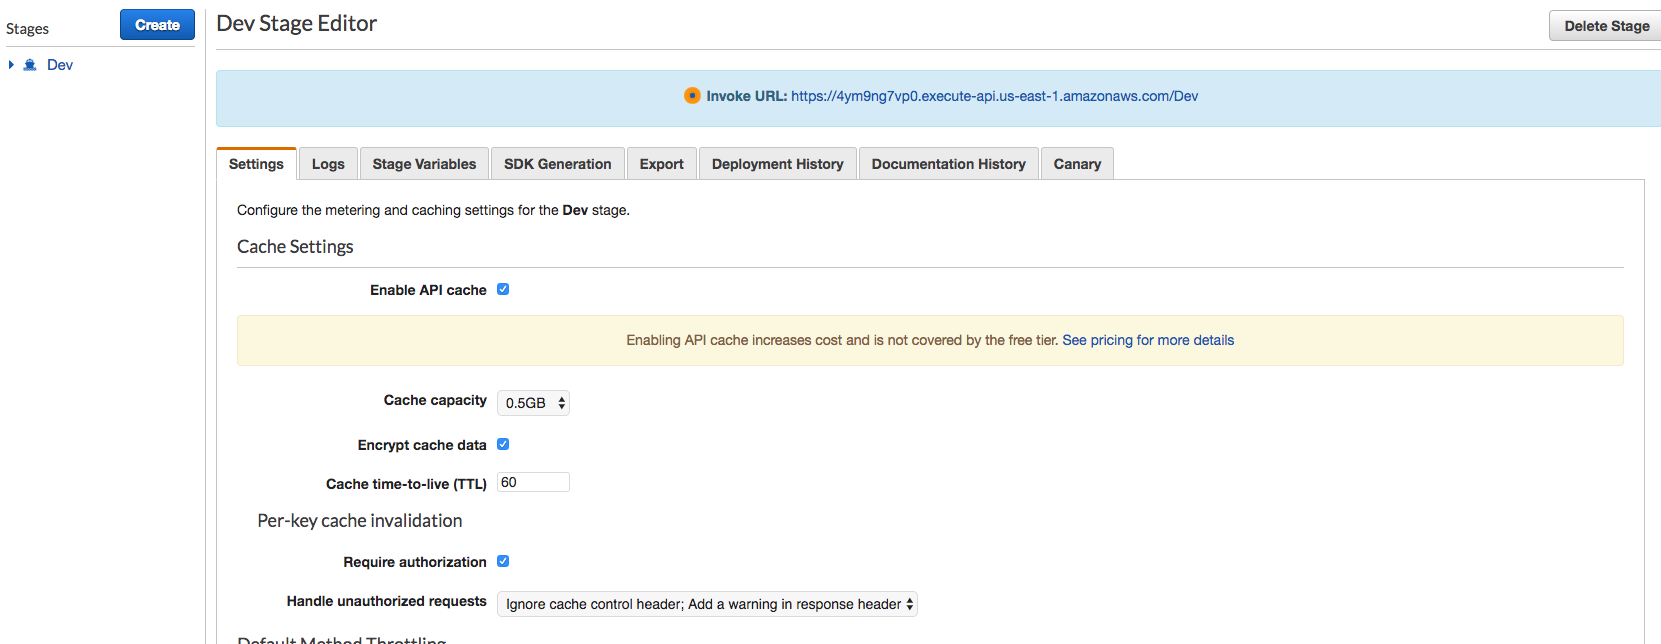 Stages
Create
Dev
Dev Stage Editor
Delete Stage
Invoke URL: https://4ym9ng7vp0.execute-api.us-east-1.amazonaws.com/Dev
Settings
Logs
Stage Variables
SDK Generation
Export
Deployment History
Documentation History
Canary
Configure the metering and caching settings for the Dev stage.
Cache Settings
Enable API cache
Enabling API cache increases cost and is not covered by the free tier. See pricing for more details
Cache capacity 0.5GB
Encrypt cache data
Cache time-to-live (TTL) 60
Per-key cache invalidation
Require authorization
Handle unauthorized requests Ignore cache control header; Add a warning in response header
Default Method Throttling